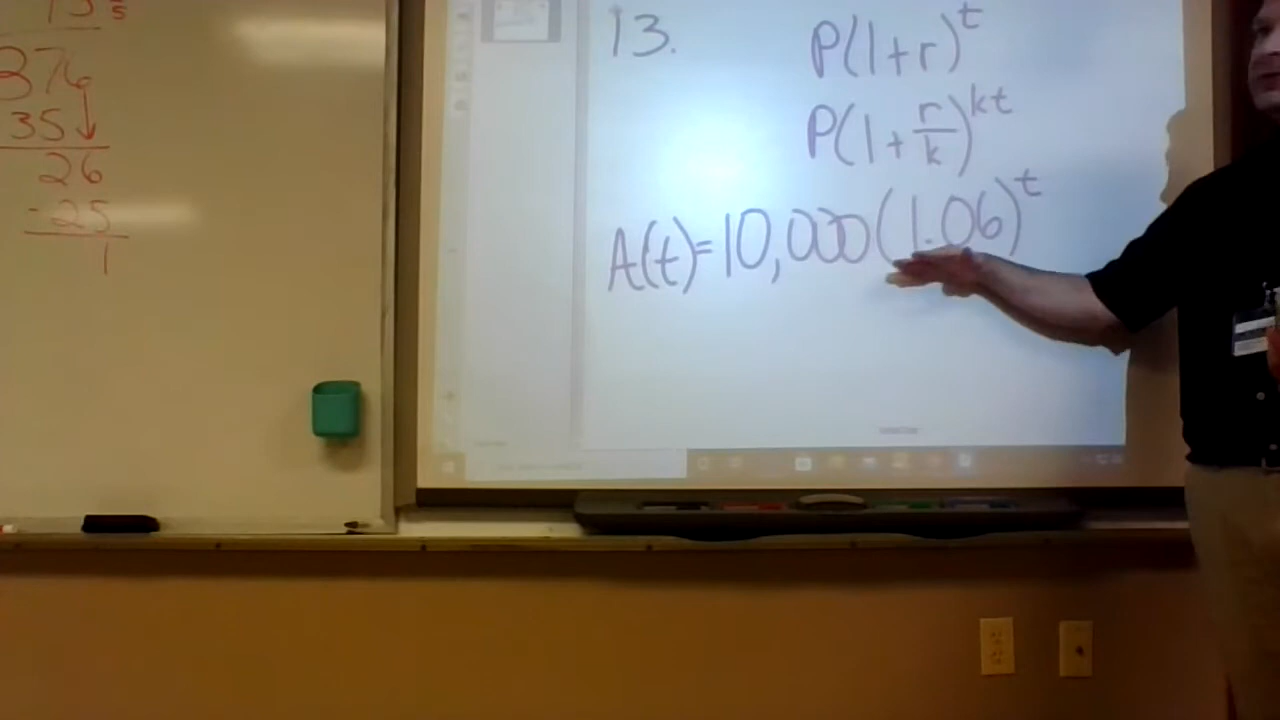 376
35
26
-25
1
13.
P(1+r)^t
P(1+r/k)^kt
A(t)=10,000(1.06)^t